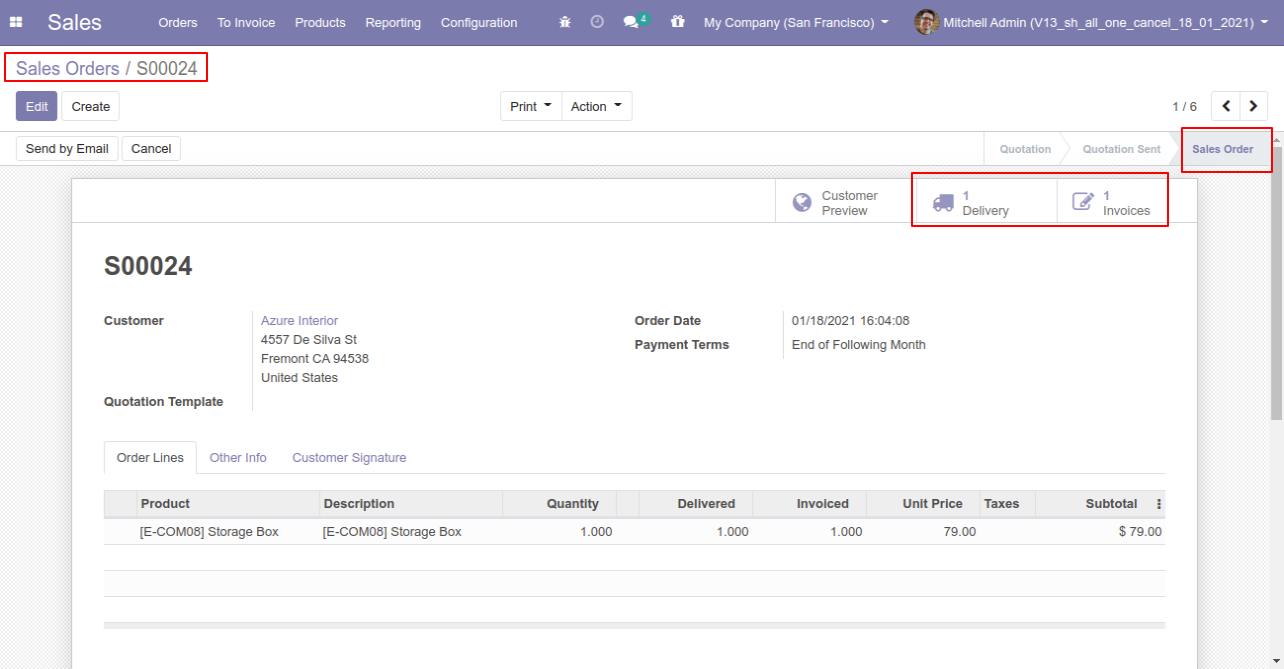 Sales Orders To Invoice Products Reporting Configuration 4 My Company (San Francisco) Mitchell Admin (V13_sh_all_one_cancel_18_01_2021)
Sales Orders / S00024
Edit Create Print Action 1 / 6
Send by Email Cancel Quotation Quotation Sent Sales Order
Customer
Preview
1
Delivery
1
Invoices
S00024
Customer Azure Interior
4557 De Silva St
Fremont CA 94538
United States
Quotation Template
Order Date 01/18/2021 16:04:08
Payment Terms End of Following Month
Order Lines Other Info Customer Signature
Product Description Quantity Delivered Invoiced Unit Price Taxes Subtotal
[E-COM08] Storage Box [E-COM08] Storage Box 1.000 1.000 1.000 79.00 $ 79.00